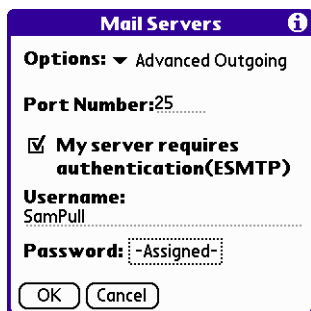 Mail Servers
Options: Advanced Outgoing
Port Number:25
My server requires
authentication(ESMTP)
Username:
SamPull
Password: -Assigned-
OK Cancel